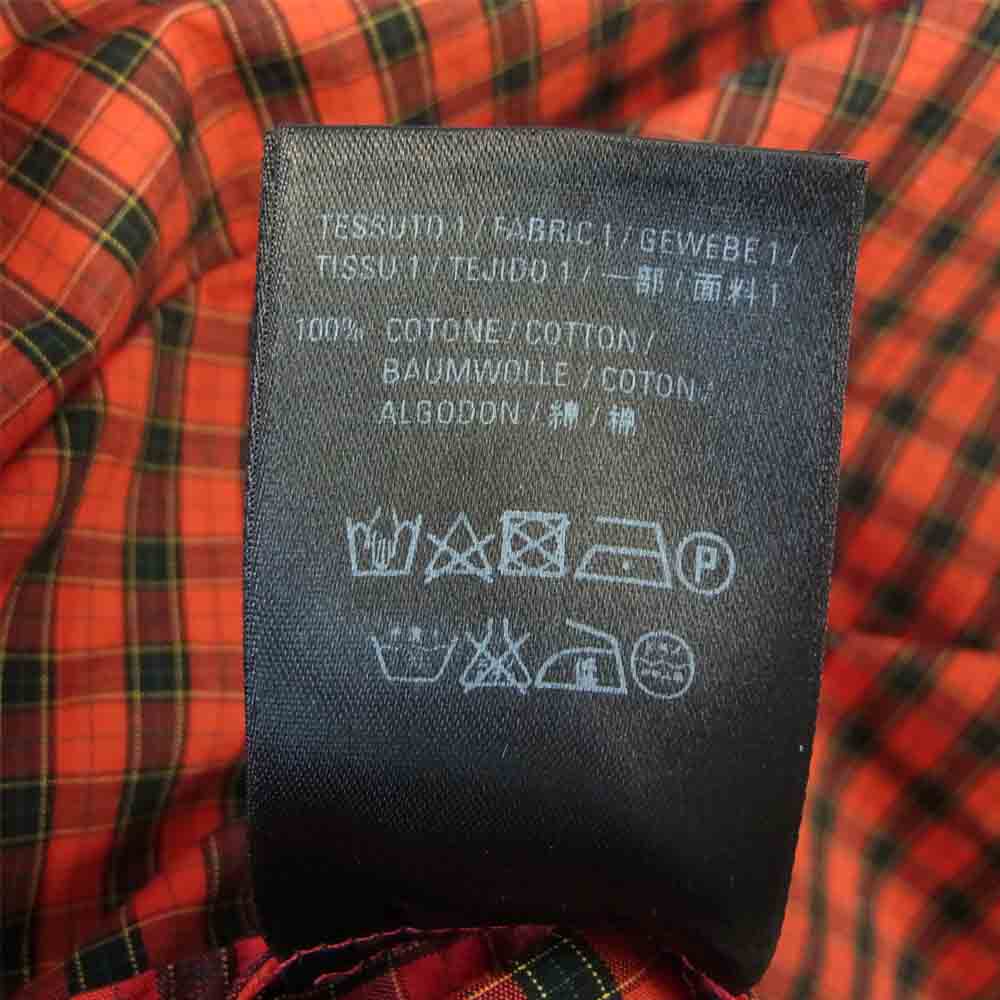 TESSUTO 1 / FABRIC 1 / GEWEBE 1 /
TISSU 1 / TEJIDO 1 / 一部 / 面料 1
100% COTONE / COTTON /
BAUMWOLLE / COTON /
ALGODON / 綿 / 棉
P